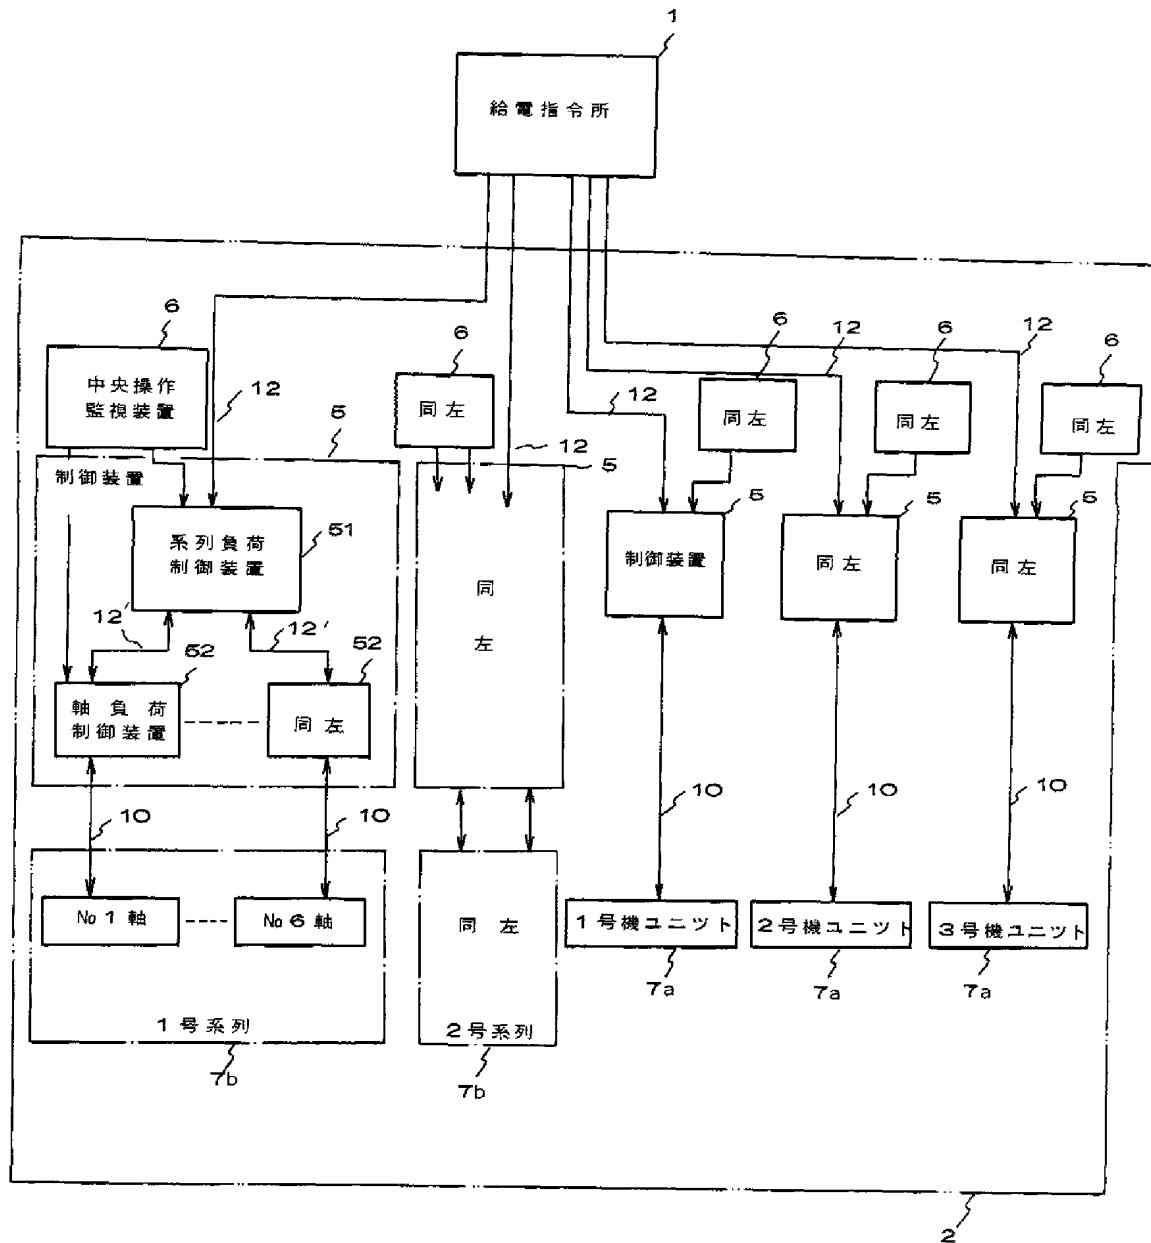 1
給電指令所
6
中央操作
監視装置
12
5
制御装置
系列負荷
制御装置
51
12'
12'
52
軸負荷
制御装置
52
同左
10
10
No1軸
No6軸
1号系列
7b
6
同左
12
5
同
左
同左
2号系列
7b
12
6
同左
5
制御装置
10
1号機ユニット
7a
12
6
同左
5
同左
10
2号機ユニット
7a
12
6
同左
5
同左
10
3号機ユニット
7a
2